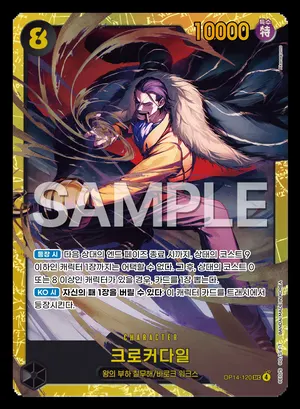 8
10000
특수
特
SAMPLE
등장 시 다음 상대의 엔드 페이즈 종료 시까지, 상대의 코스트 9
이하인 캐릭터 1장까지는 어택할 수 없다. 그 후, 상대의 코스트 0
또는 8 이상인 캐릭터가 있을 경우, 카드를 1장 뽑는다.
KO 시 자신의 패 1장을 버릴 수 있다: 이 캐릭터 카드를 트래시에서
등장시킨다.
CHARACTER
크로커다일
왕의 부하 칠무해/바로크 워크스
OP14-120 SEC 4